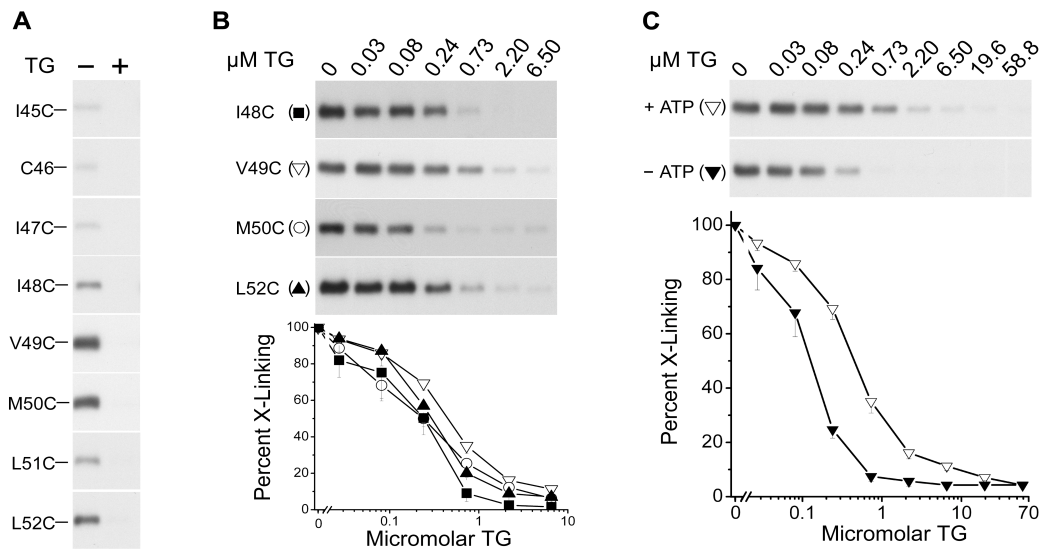 A
TG − +
I45C
C46
I47C
I48C
V49C
M50C
L51C
L52C
B
µM TG 0 0.03 0.08 0.24 0.73 2.20 6.50
I48C (■)
V49C (▽)
M50C (○)
L52C (▲)
Percent X-Linking
100
80
60
40
20
0
0 0.1 1 10
Micromolar TG
C
µM TG 0 0.03 0.08 0.24 0.73 2.20 6.50 19.6 58.8
+ ATP (▽)
− ATP (▼)
Percent X-Linking
100
80
60
40
20
0
0 0.1 1 10 70
Micromolar TG